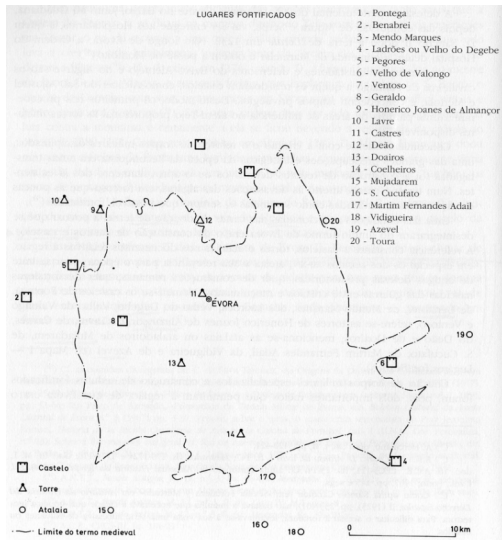 LUGARES FORTIFICADOS
1 - Pontega
2 - Benabrei
3 - Mendo Marques
4 - Ladrões ou Velho do Degebe
5 - Pegores
6 - Velho de Valongo
7 - Ventoso
8 - Geraldo
9 - Homerico Joanes de Almançor
10 - Lavre
11 - Castres
12 - Deão
13 - Doairos
14 - Coelheiros
15 - Mujadarem
16 - S. Cucufato
17 - Martim Fernandes Adail
18 - Vidigueira
19 - Azevel
20 - Toura
1
3
10
9
12
7
20
5
2
11
ÉVORA
8
19
13
6
14
4
17
15
16
18
Castelo
Torre
Atalaia
Limite do termo medieval
0 10km